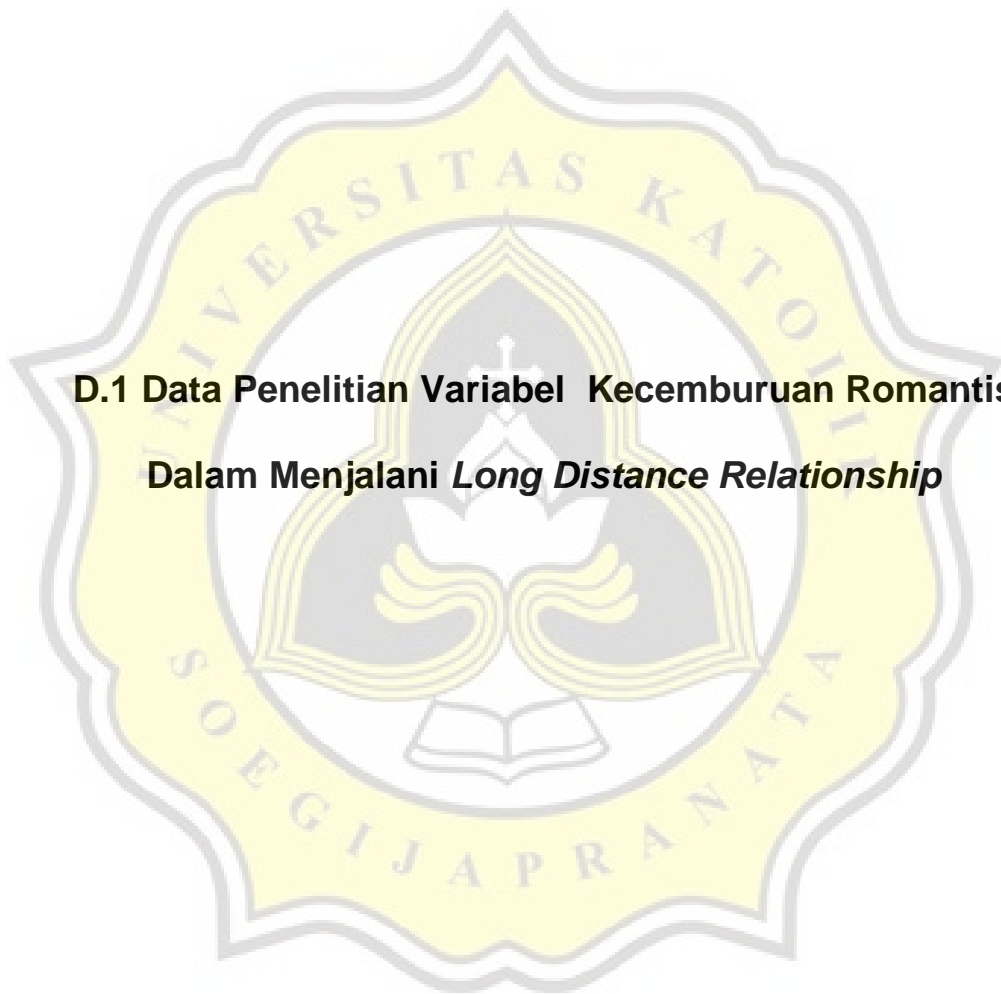 UNIVERSITAS KATOLIK
D.1 Data Penelitian Variabel Kecemburuan Romantis
Dalam Menjalani Long Distance Relationship
SOEGIJAPRANATA